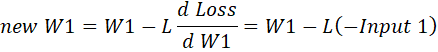 new W1 = W1 − L d Loss / d W1 = W1 − L(−Input 1)